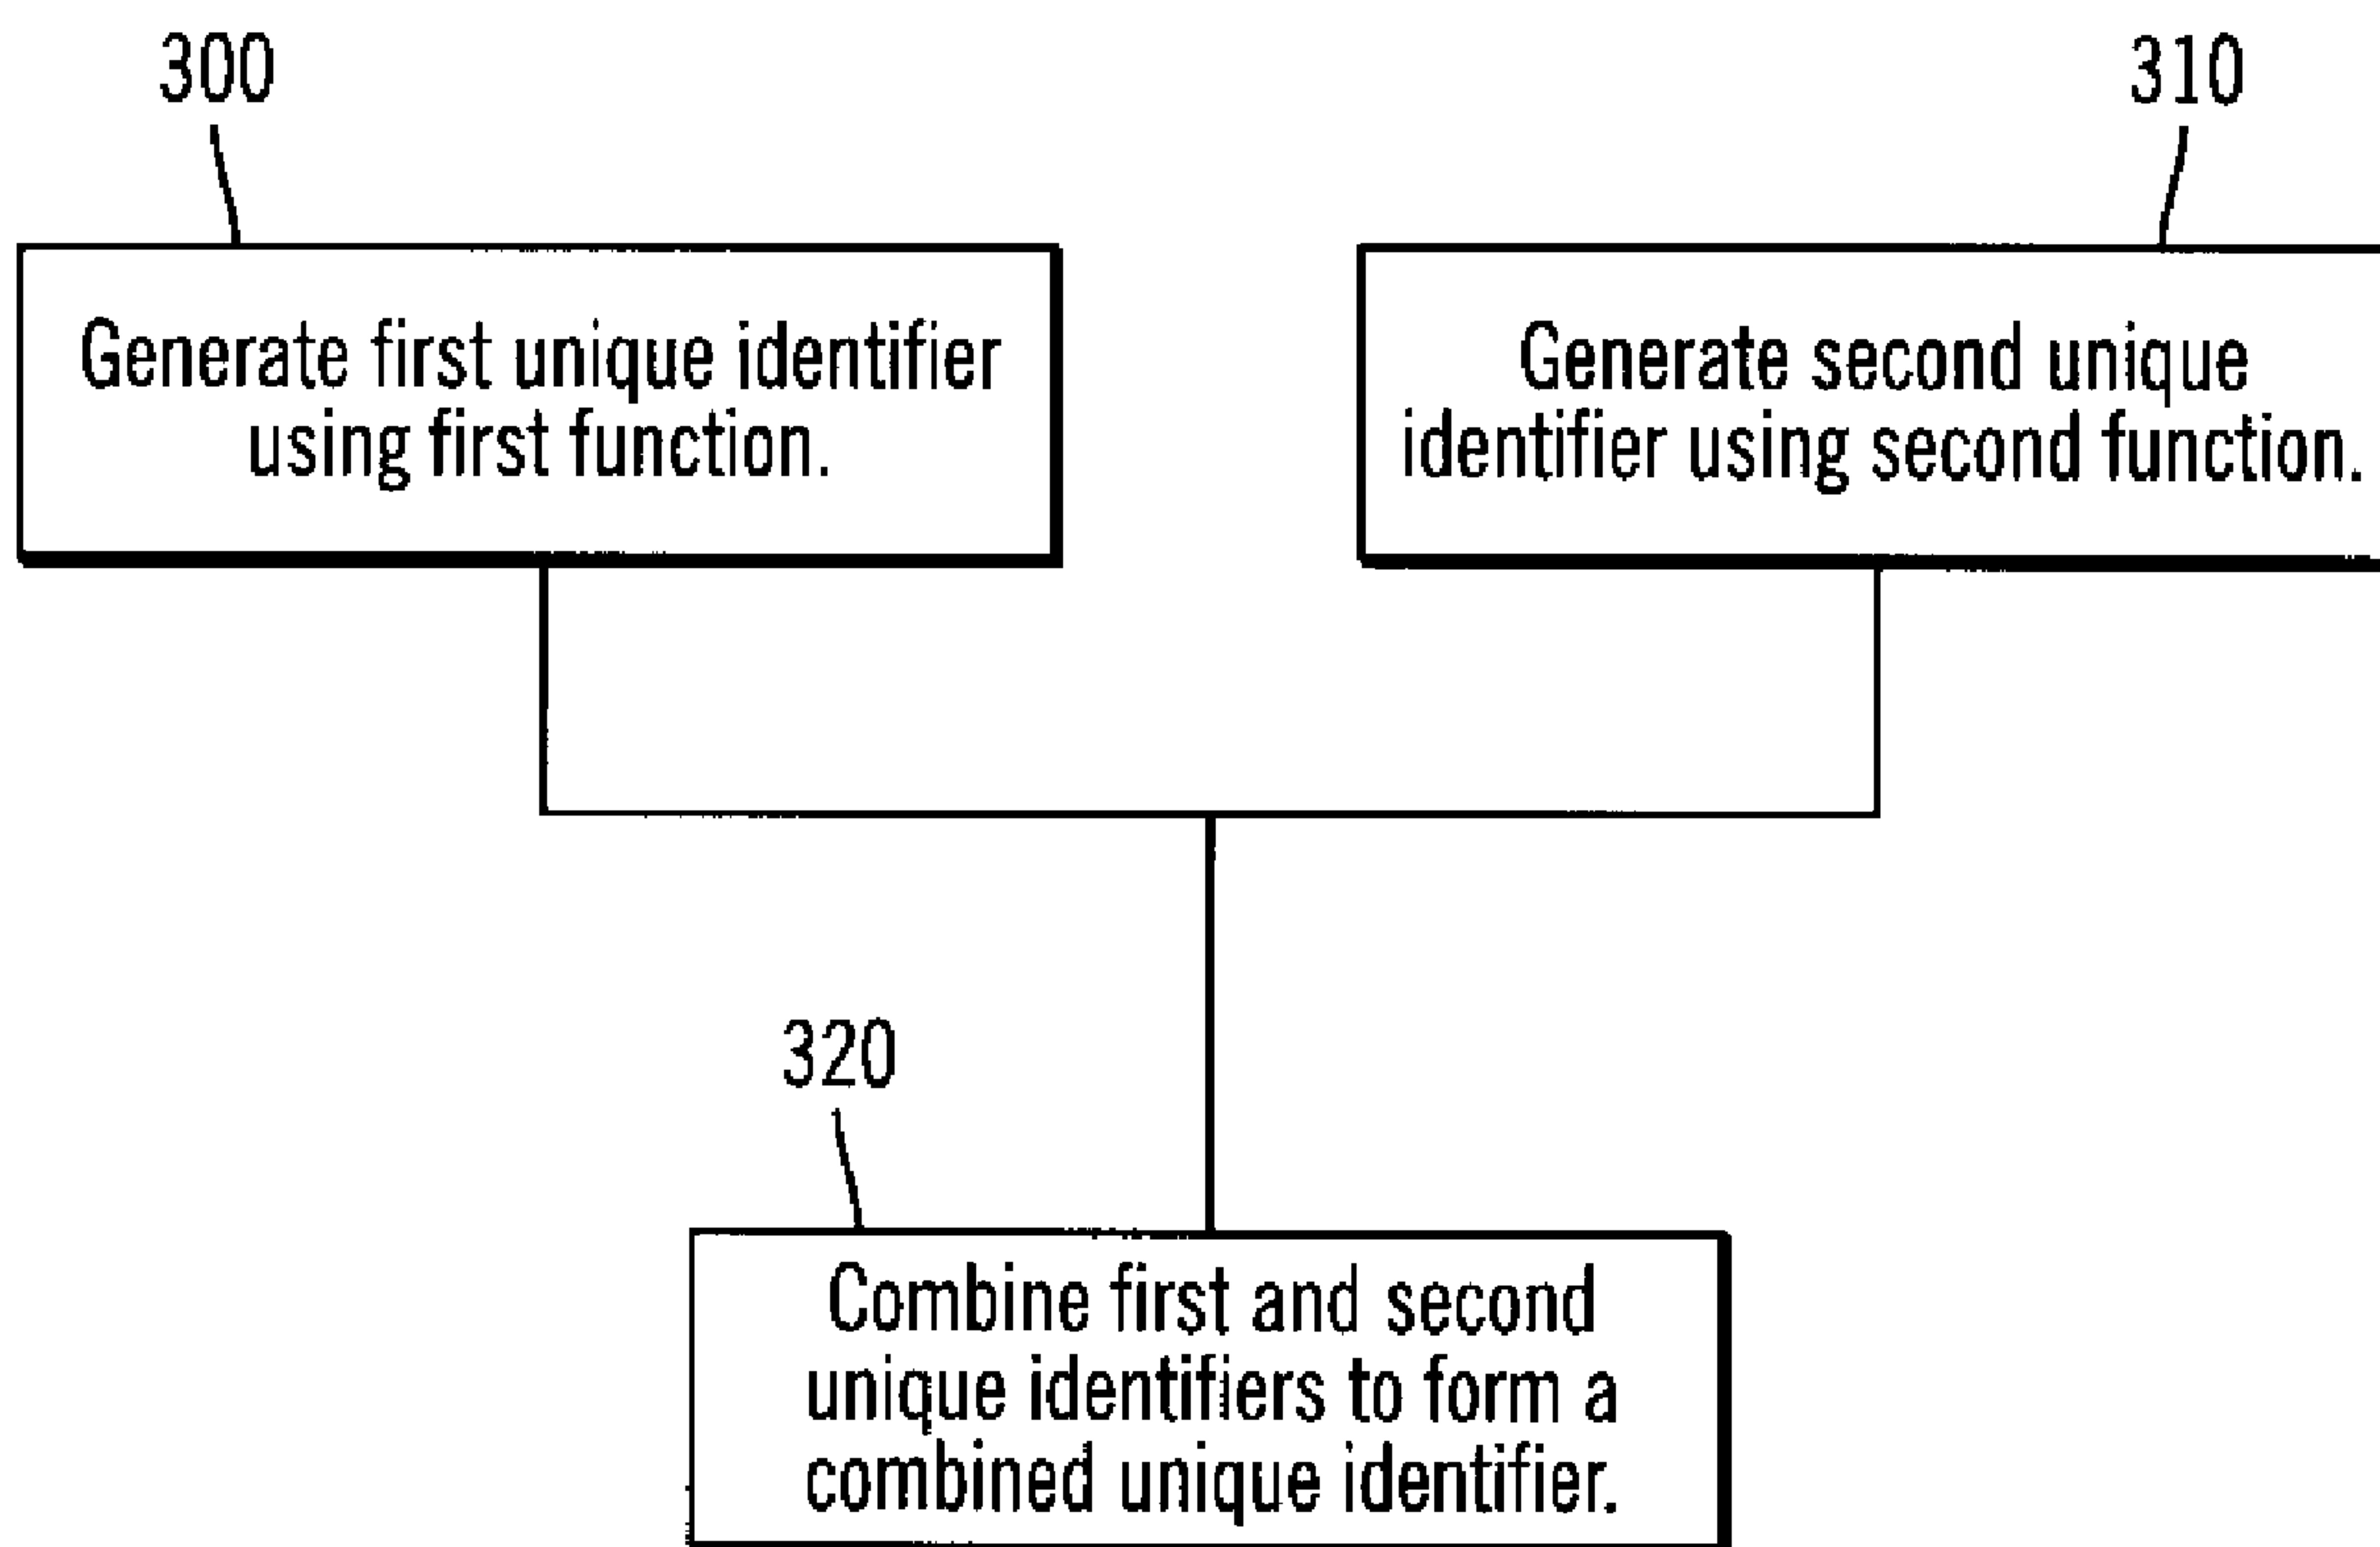 300
310
Generate first unique identifier
using first function.
Generate second unique
identifier using second function.
320
Combine first and second
unique identifiers to form a
combined unique identifier.